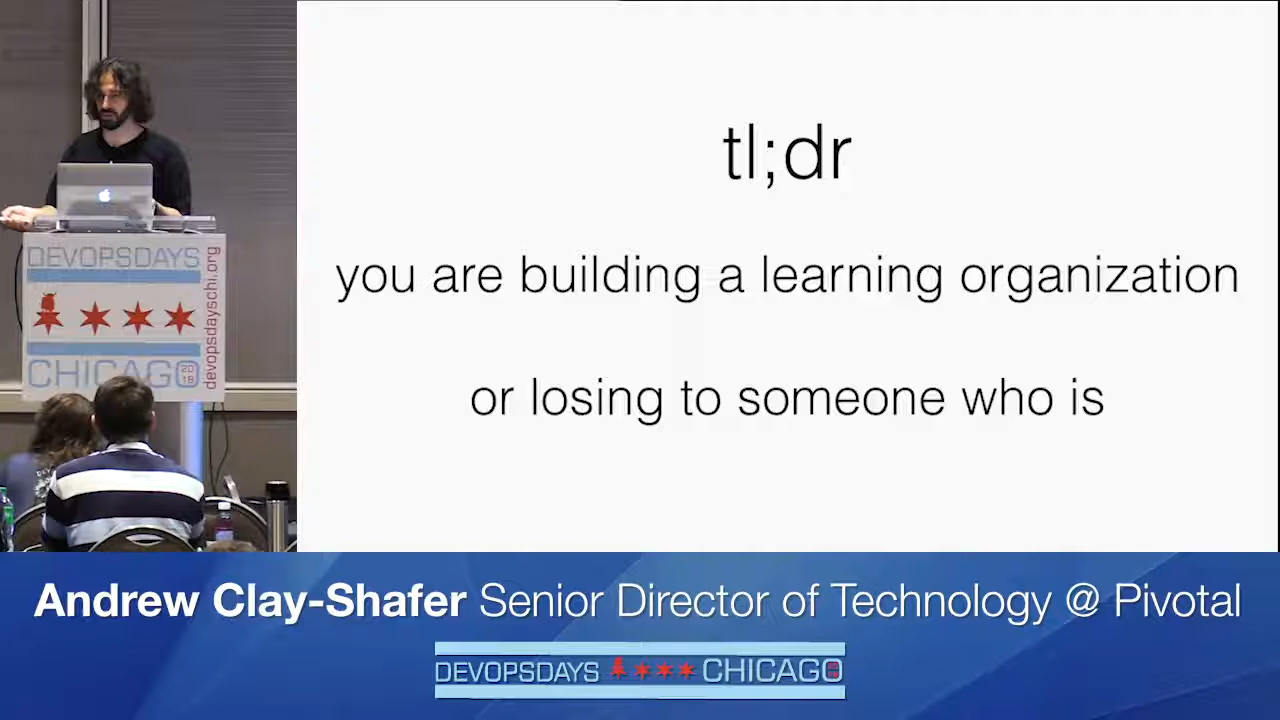 tl;dr
you are building a learning organization
or losing to someone who is
DEVOPSDAYS
CHICAGO
2018
devopsdayschi.org
Andrew Clay-Shafer Senior Director of Technology @ Pivotal
DEVOPSDAYS CHICAGO